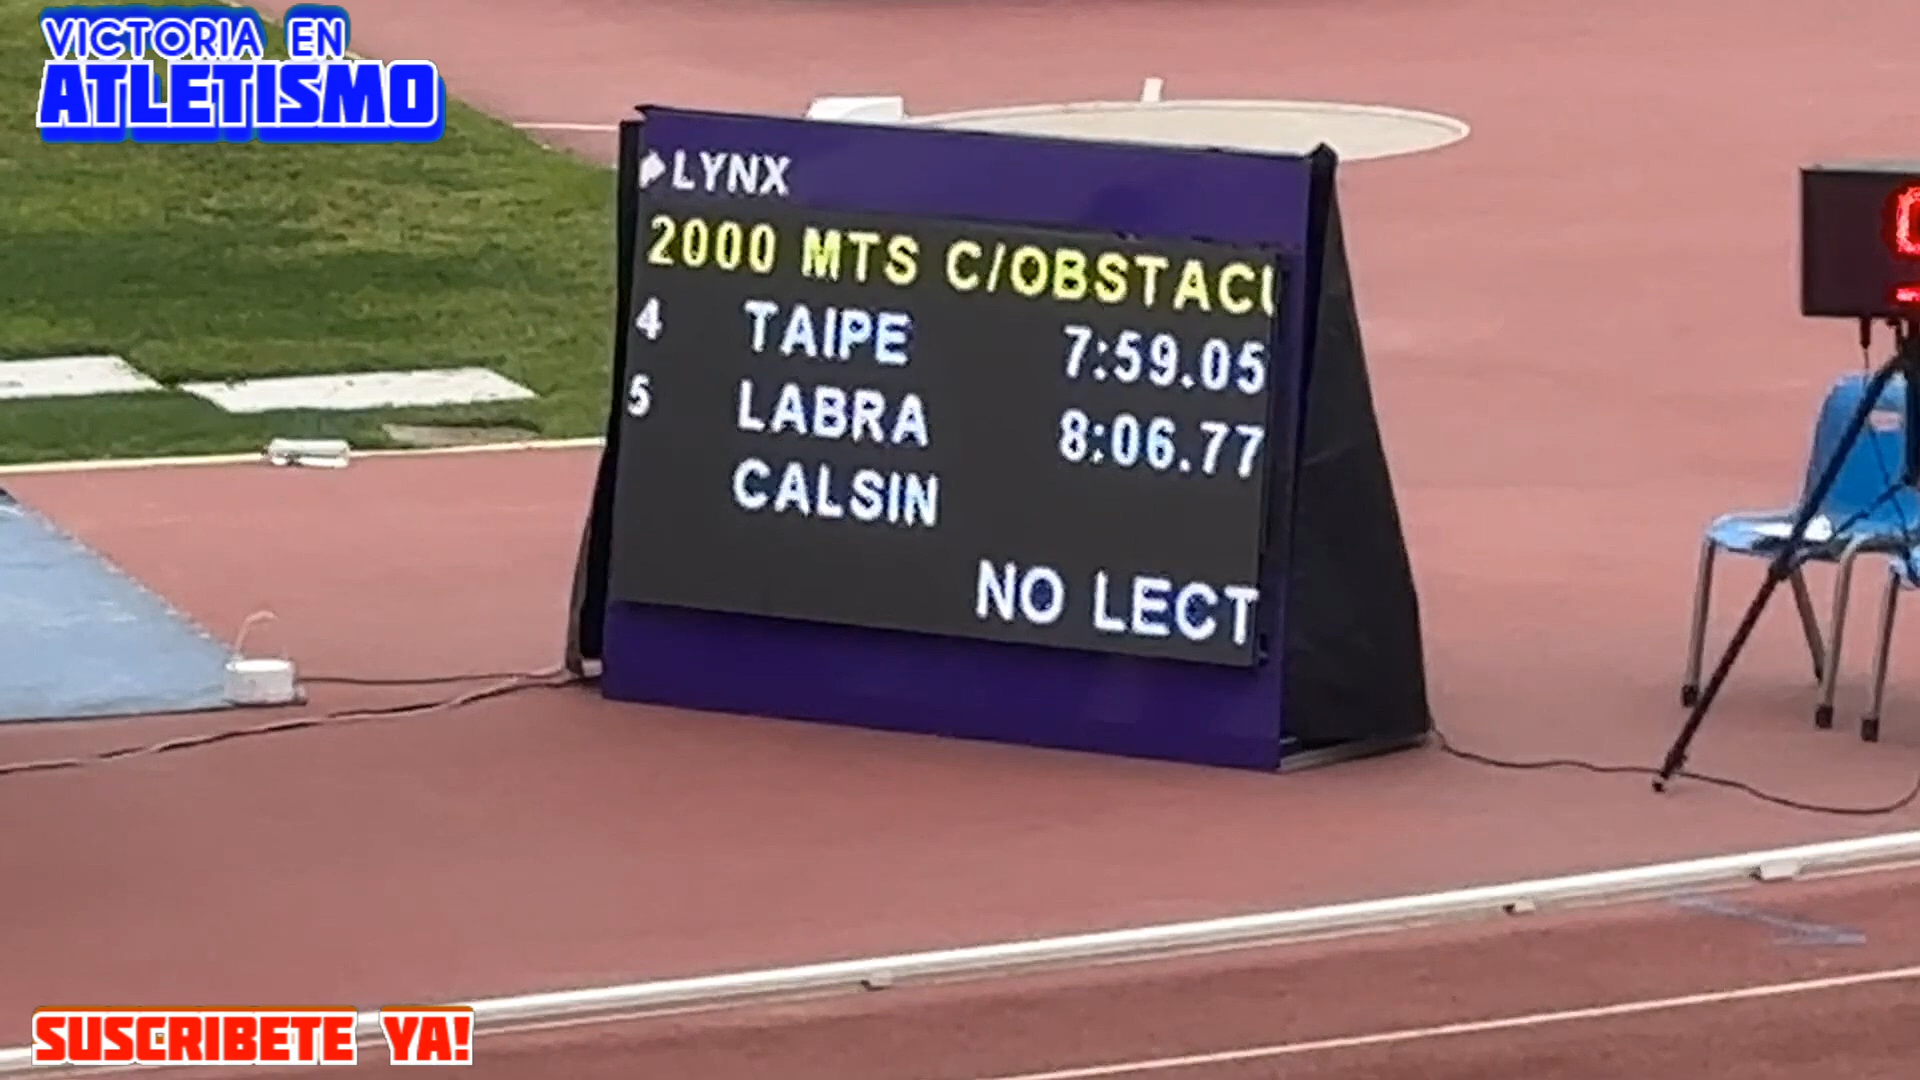 VICTORIA EN
ATLETISMO
LYNX
2000 MTS C/OBSTACU
4 TAIPE 7:59.05
5 LABRA 8:06.77
CALSIN
NO LECT
SUSCRIBETE YA!